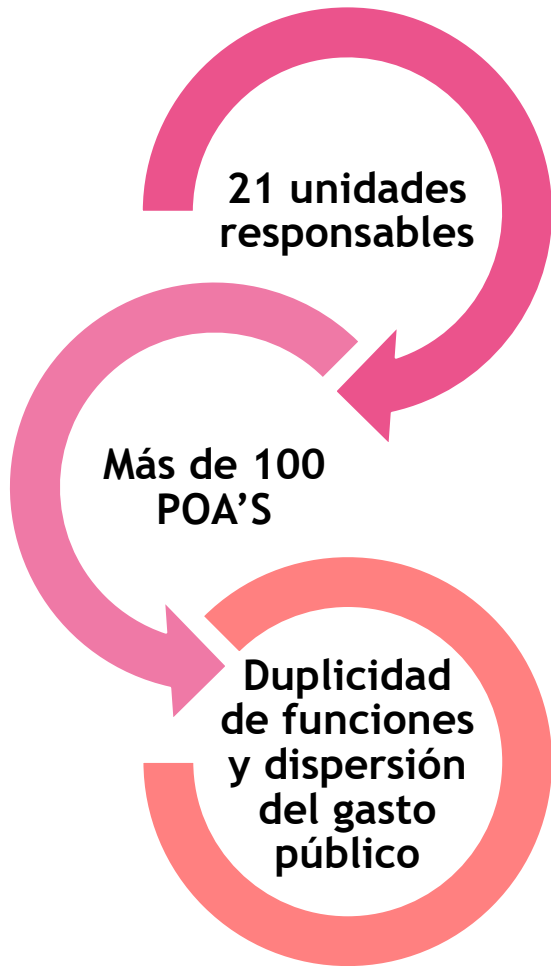 21 unidades
responsables
Más de 100
POA’S
Duplicidad
de funciones
y dispersión
del gasto
público